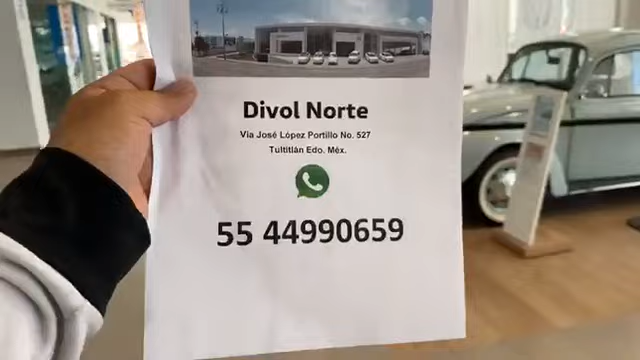 Divol Norte
Vía José López Portillo No. 527
Tultitlán Edo. Méx.
55 44990659